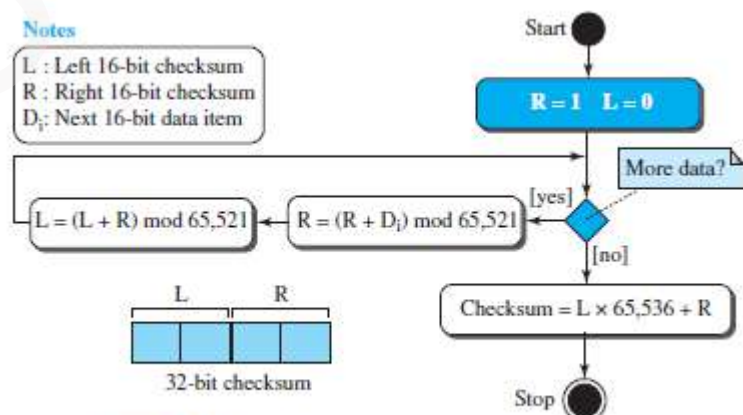 Notes
L : Left 16-bit checksum
R : Right 16-bit checksum
Dᵢ: Next 16-bit data item
Start
R = 1 L = 0
More data?
[yes]
L = (L + R) mod 65,521
R = (R + Dᵢ) mod 65,521
[no]
L R
Checksum = L × 65,536 + R
32-bit checksum
Stop